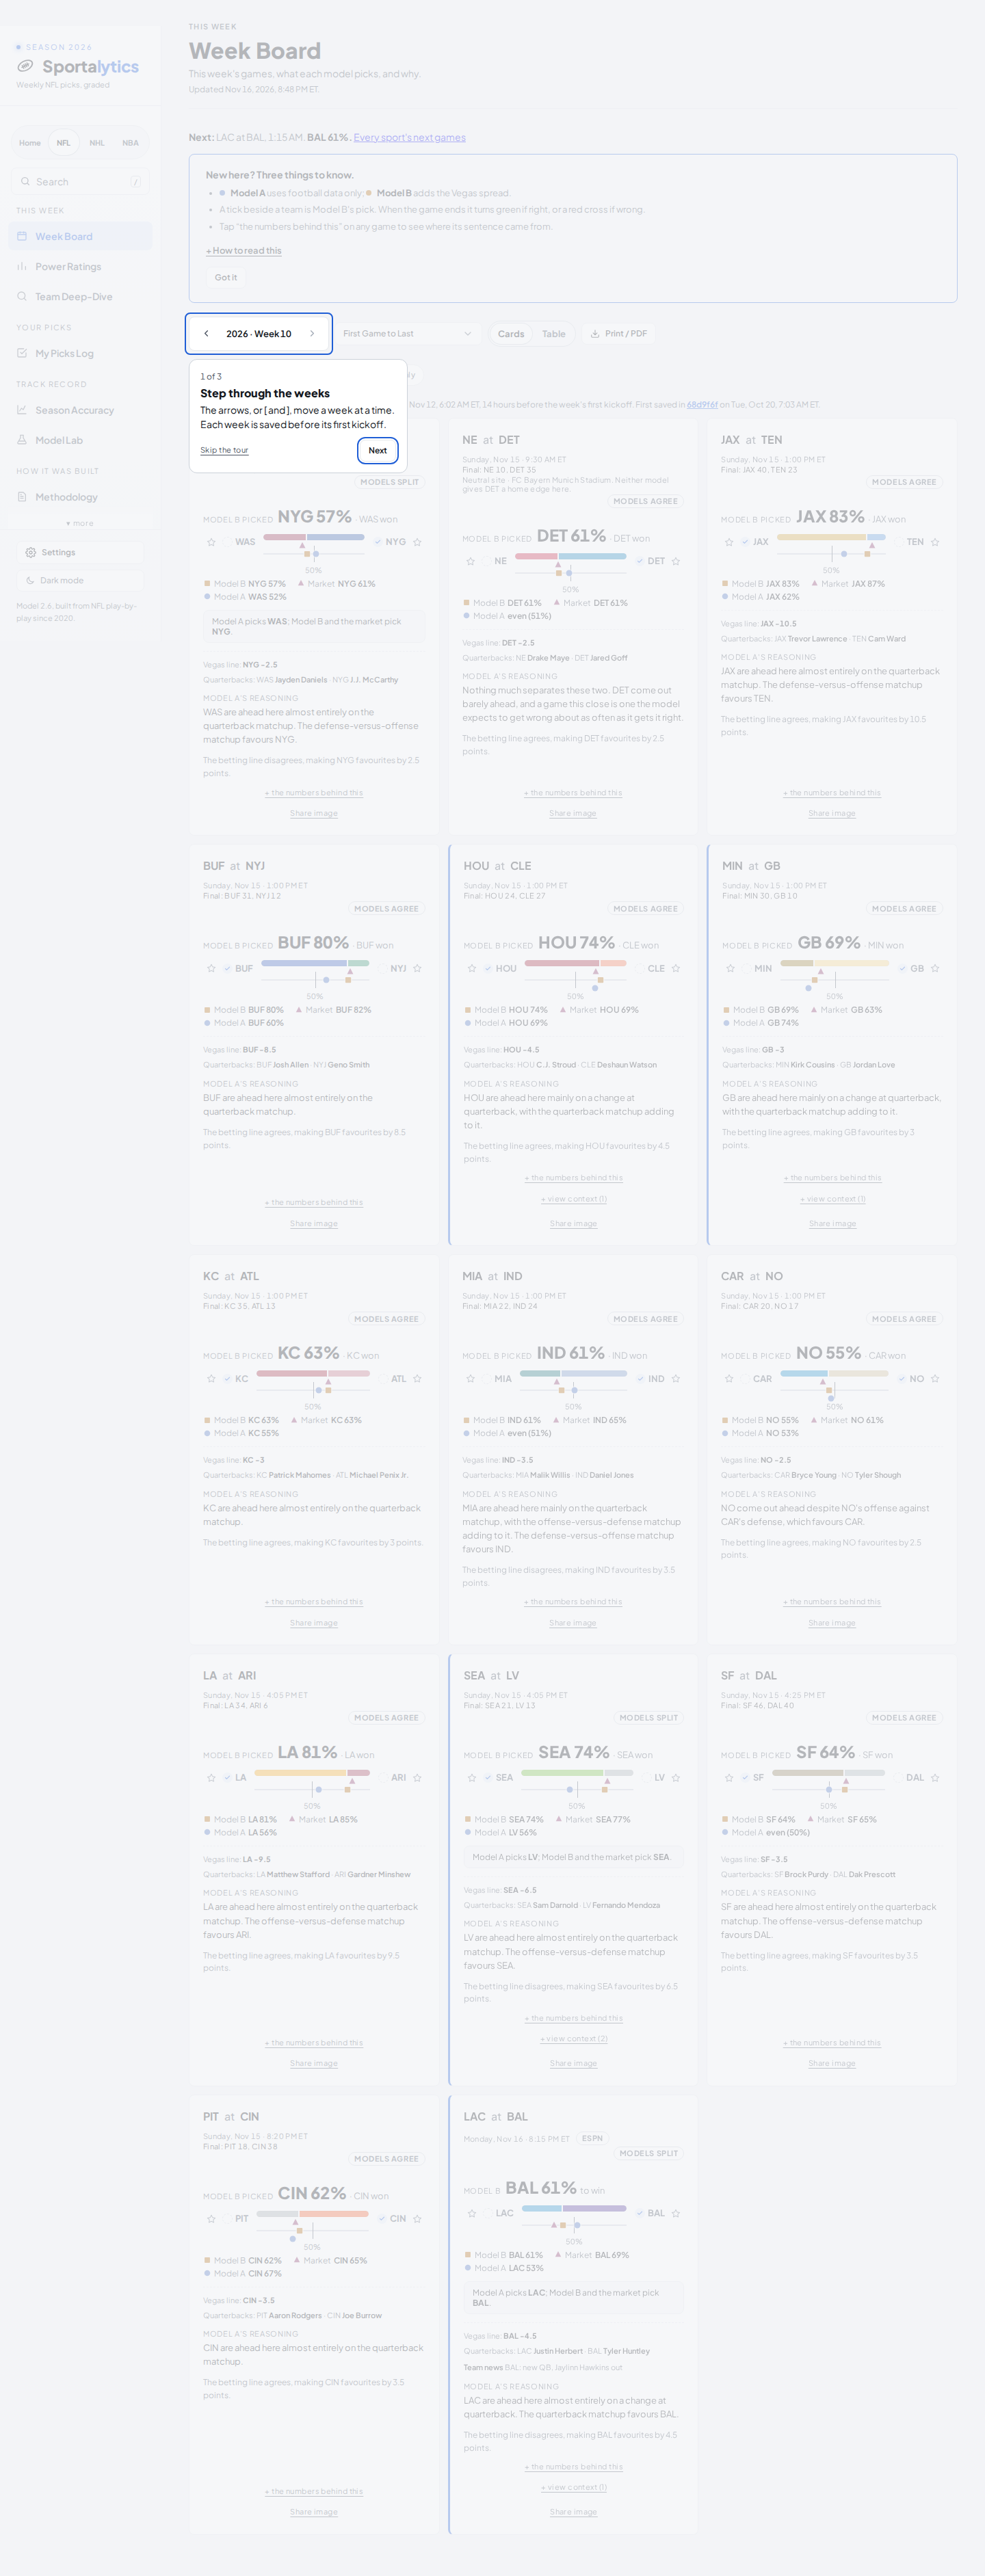 SEASON 2026
Sportalytics
Weekly NFL picks, graded
Home NFL NHL NBA
Search /
THIS WEEK
Week Board
Power Ratings
Team Deep-Dive
YOUR PICKS
My Picks Log
TRACK RECORD
Season Accuracy
Model Lab
HOW IT WAS BUILT
Methodology
▾ more
Settings
Dark mode
Model 2.6, built from NFL play-by-
play since 2020.
THIS WEEK
Week Board
This week's games, what each model picks, and why.
Updated Nov 16, 2026, 8:48 PM ET.
Next: LAC at BAL, 1:15 AM. BAL 61%. Every sport's next games
New here? Three things to know.
• Model A uses football data only; Model B adds the Vegas spread.
• A tick beside a team is Model B's pick. When the game ends it turns green if right, or a red cross if wrong.
• Tap "the numbers behind this" on any game to see where its sentence came from.
+ How to read this
Got it
2026 · Week 10
First Game to Last
Cards Table
Print / PDF
1 of 3
Step through the weeks
The arrows, or [ and ], move a week at a time.
Each week is saved before its first kickoff.
Skip the tour
Next
Nov 12, 6:02 AM ET, 14 hours before the week's first kickoff. First saved in 68d9f6f on Tue, Oct 20, 7:03 AM ET.
MODELS SPLIT
MODEL B PICKED NYG 57% · WAS won
WAS NYG
50%
Model B NYG 57% Market NYG 61%
Model A WAS 52%
Model A picks WAS; Model B and the market pick
NYG.
Vegas line: NYG -2.5
Quarterbacks: WAS Jayden Daniels · NYG J.J. McCarthy
MODEL A'S REASONING
WAS are ahead here almost entirely on the
quarterback matchup. The defense-versus-offense
matchup favours NYG.
The betting line disagrees, making NYG favourites by 2.5
points.
+ the numbers behind this
Share image
NE at DET
Sunday, Nov 15 · 9:30 AM ET
Final: NE 10, DET 35
Neutral site · FC Bayern Munich Stadium. Neither model
gives DET a home edge here.
MODELS AGREE
MODEL B PICKED DET 61% · DET won
NE DET
50%
Model B DET 61% Market DET 61%
Model A even (51%)
Vegas line: DET -2.5
Quarterbacks: NE Drake Maye · DET Jared Goff
MODEL A'S REASONING
Nothing much separates these two. DET come out
barely ahead, and a game this close is one the model
expects to get wrong about as often as it gets it right.
The betting line agrees, making DET favourites by 2.5
points.
+ the numbers behind this
Share image
JAX at TEN
Sunday, Nov 15 · 1:00 PM ET
Final: JAX 40, TEN 23
MODELS AGREE
MODEL B PICKED JAX 83% · JAX won
JAX TEN
50%
Model B JAX 83% Market JAX 87%
Model A JAX 62%
Vegas line: JAX -10.5
Quarterbacks: JAX Trevor Lawrence · TEN Cam Ward
MODEL A'S REASONING
JAX are ahead here almost entirely on the quarterback
matchup. The defense-versus-offense matchup
favours TEN.
The betting line agrees, making JAX favourites by 10.5
points.
+ the numbers behind this
Share image
BUF at NYJ
Sunday, Nov 15 · 1:00 PM ET
Final: BUF 31, NYJ 12
MODELS AGREE
MODEL B PICKED BUF 80% · BUF won
BUF NYJ
50%
Model B BUF 80% Market BUF 82%
Model A BUF 60%
Vegas line: BUF -8.5
Quarterbacks: BUF Josh Allen · NYJ Geno Smith
MODEL A'S REASONING
BUF are ahead here almost entirely on the
quarterback matchup.
The betting line agrees, making BUF favourites by 8.5
points.
+ the numbers behind this
Share image
HOU at CLE
Sunday, Nov 15 · 1:00 PM ET
Final: HOU 24, CLE 27
MODELS AGREE
MODEL B PICKED HOU 74% · CLE won
HOU CLE
50%
Model B HOU 74% Market HOU 69%
Model A HOU 69%
Vegas line: HOU -4.5
Quarterbacks: HOU C.J. Stroud · CLE Deshaun Watson
MODEL A'S REASONING
HOU are ahead here mainly on a change at
quarterback, with the quarterback matchup adding
to it.
The betting line agrees, making HOU favourites by 4.5
points.
+ the numbers behind this
+ view context (1)
Share image
MIN at GB
Sunday, Nov 15 · 1:00 PM ET
Final: MIN 30, GB 10
MODELS AGREE
MODEL B PICKED GB 69% · MIN won
MIN GB
50%
Model B GB 69% Market GB 63%
Model A GB 74%
Vegas line: GB -3
Quarterbacks: MIN Kirk Cousins · GB Jordan Love
MODEL A'S REASONING
GB are ahead here mainly on a change at quarterback,
with the quarterback matchup adding to it.
The betting line agrees, making GB favourites by 3
points.
+ the numbers behind this
+ view context (1)
Share image
KC at ATL
Sunday, Nov 15 · 1:00 PM ET
Final: KC 35, ATL 13
MODELS AGREE
MODEL B PICKED KC 63% · KC won
KC ATL
50%
Model B KC 63% Market KC 63%
Model A KC 55%
Vegas line: KC -3
Quarterbacks: KC Patrick Mahomes · ATL Michael Penix Jr.
MODEL A'S REASONING
KC are ahead here almost entirely on the quarterback
matchup.
The betting line agrees, making KC favourites by 3 points.
+ the numbers behind this
Share image
MIA at IND
Sunday, Nov 15 · 1:00 PM ET
Final: MIA 22, IND 24
MODELS AGREE
MODEL B PICKED IND 61% · IND won
MIA IND
50%
Model B IND 61% Market IND 65%
Model A even (51%)
Vegas line: IND -3.5
Quarterbacks: MIA Malik Willis · IND Daniel Jones
MODEL A'S REASONING
MIA are ahead here mainly on the quarterback
matchup, with the offense-versus-defense matchup
adding to it. The defense-versus-offense matchup
favours IND.
The betting line disagrees, making IND favourites by 3.5
points.
+ the numbers behind this
Share image
CAR at NO
Sunday, Nov 15 · 1:00 PM ET
Final: CAR 20, NO 17
MODELS AGREE
MODEL B PICKED NO 55% · CAR won
CAR NO
50%
Model B NO 55% Market NO 61%
Model A NO 53%
Vegas line: NO -2.5
Quarterbacks: CAR Bryce Young · NO Tyler Shough
MODEL A'S REASONING
NO come out ahead despite NO's offense against
CAR's defense, which favours CAR.
The betting line agrees, making NO favourites by 2.5
points.
+ the numbers behind this
Share image
LA at ARI
Sunday, Nov 15 · 4:05 PM ET
Final: LA 34, ARI 6
MODELS AGREE
MODEL B PICKED LA 81% · LA won
LA ARI
50%
Model B LA 81% Market LA 85%
Model A LA 56%
Vegas line: LA -9.5
Quarterbacks: LA Matthew Stafford · ARI Gardner Minshew
MODEL A'S REASONING
LA are ahead here almost entirely on the quarterback
matchup. The offense-versus-defense matchup
favours ARI.
The betting line agrees, making LA favourites by 9.5
points.
+ the numbers behind this
Share image
SEA at LV
Sunday, Nov 15 · 4:05 PM ET
Final: SEA 21, LV 13
MODELS SPLIT
MODEL B PICKED SEA 74% · SEA won
SEA LV
50%
Model B SEA 74% Market SEA 77%
Model A LV 56%
Model A picks LV; Model B and the market pick SEA.
Vegas line: SEA -6.5
Quarterbacks: SEA Sam Darnold · LV Fernando Mendoza
MODEL A'S REASONING
LV are ahead here almost entirely on the quarterback
matchup. The offense-versus-defense matchup
favours SEA.
The betting line disagrees, making SEA favourites by 6.5
points.
+ the numbers behind this
+ view context (2)
Share image
SF at DAL
Sunday, Nov 15 · 4:25 PM ET
Final: SF 46, DAL 40
MODELS AGREE
MODEL B PICKED SF 64% · SF won
SF DAL
50%
Model B SF 64% Market SF 65%
Model A even (50%)
Vegas line: SF -3.5
Quarterbacks: SF Brock Purdy · DAL Dak Prescott
MODEL A'S REASONING
SF are ahead here almost entirely on the quarterback
matchup. The offense-versus-defense matchup
favours DAL.
The betting line agrees, making SF favourites by 3.5
points.
+ the numbers behind this
Share image
PIT at CIN
Sunday, Nov 15 · 8:20 PM ET
Final: PIT 18, CIN 38
MODELS AGREE
MODEL B PICKED CIN 62% · CIN won
PIT CIN
50%
Model B CIN 62% Market CIN 65%
Model A CIN 67%
Vegas line: CIN -3.5
Quarterbacks: PIT Aaron Rodgers · CIN Joe Burrow
MODEL A'S REASONING
CIN are ahead here almost entirely on the quarterback
matchup.
The betting line agrees, making CIN favourites by 3.5
points.
+ the numbers behind this
Share image
LAC at BAL
Monday, Nov 16 · 8:15 PM ET ESPN
MODELS SPLIT
MODEL B BAL 61% to win
LAC BAL
50%
Model B BAL 61% Market BAL 69%
Model A LAC 53%
Model A picks LAC; Model B and the market pick
BAL.
Vegas line: BAL -4.5
Quarterbacks: LAC Justin Herbert · BAL Tyler Huntley
Team news BAL: new QB, Jaylinn Hawkins out
MODEL A'S REASONING
LAC are ahead here almost entirely on a change at
quarterback. The quarterback matchup favours BAL.
The betting line disagrees, making BAL favourites by 4.5
points.
+ the numbers behind this
+ view context (1)
Share image